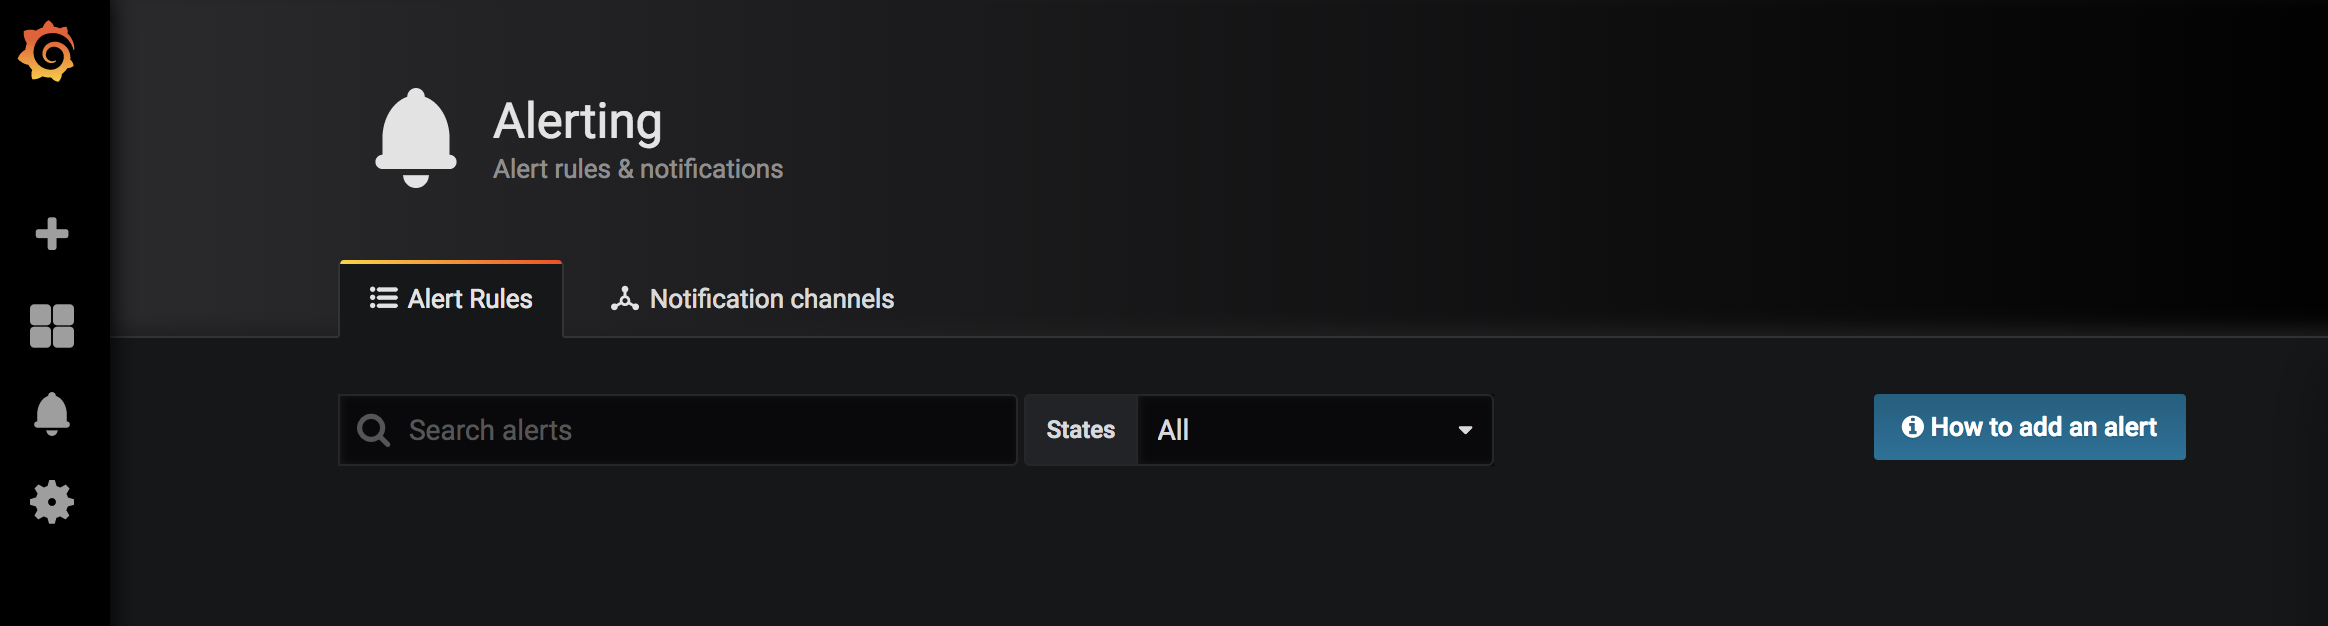 Alerting
Alert rules & notifications
Alert Rules
Notification channels
Search alerts
States
All
How to add an alert